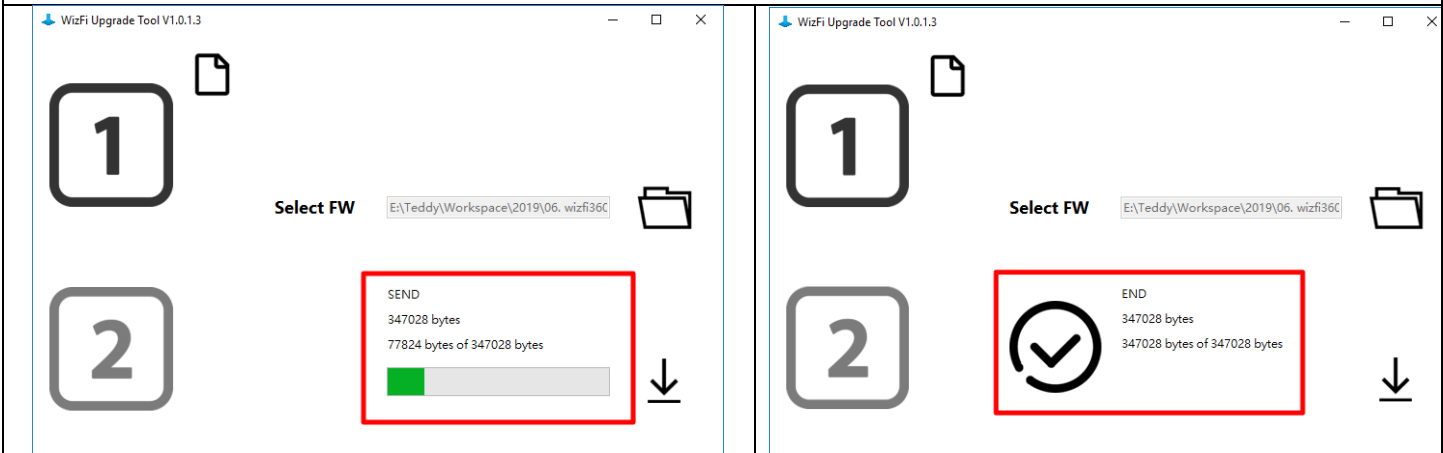 WizFi Upgrade Tool V1.0.1.3
1
Select FW
E:\Teddy\Workspace\2019\06. wizfi360
2
SEND
347028 bytes
77824 bytes of 347028 bytes
WizFi Upgrade Tool V1.0.1.3
1
Select FW
E:\Teddy\Workspace\2019\06. wizfi360
2
END
347028 bytes
347028 bytes of 347028 bytes